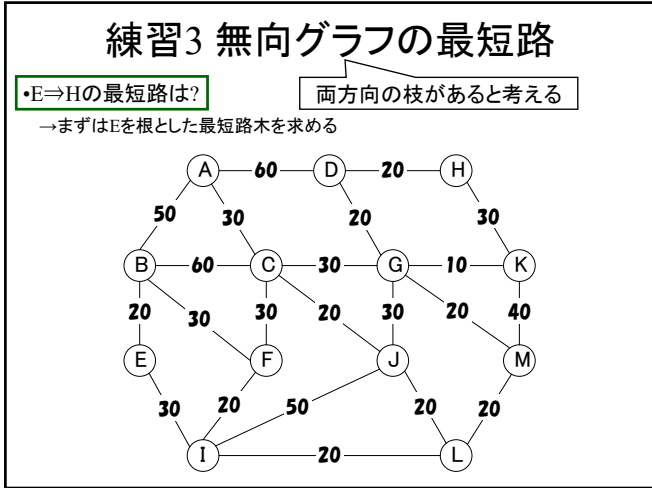 練習3 無向グラフの最短路
•E⇒Hの最短路は?
両方向の枝があると考える
→まずはEを根とした最短路木を求める
A 60 D 20 H
50 30 20 30
B 60 C 30 G 10 K
20 30 30 20 30 20 40
E F J M
30 20 50 20 20
I 20 L